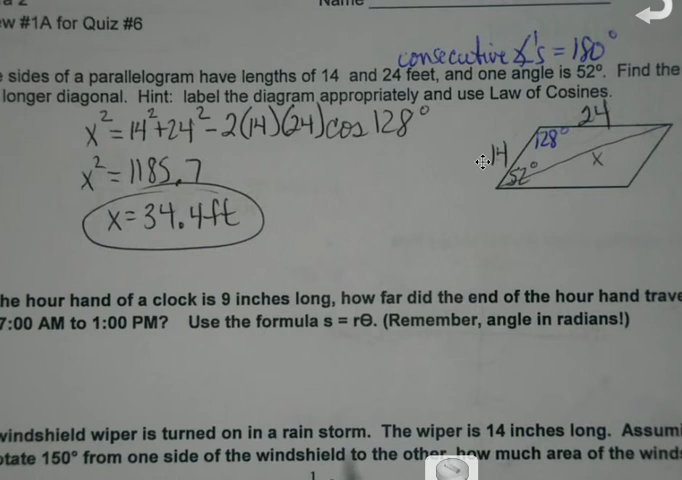 Name
ew #1A for Quiz #6
consecutive ∠'s = 180°
e sides of a parallelogram have lengths of 14 and 24 feet, and one angle is 52º. Find the
longer diagonal. Hint: label the diagram appropriately and use Law of Cosines.
x² = 14² + 24² - 2(14)(24) cos 128°
x² = 1185.7
x = 34.4 ft
24
14
128°
52°
x
he hour hand of a clock is 9 inches long, how far did the end of the hour hand trave
7:00 AM to 1:00 PM? Use the formula s = rΘ. (Remember, angle in radians!)
windshield wiper is turned on in a rain storm. The wiper is 14 inches long. Assumi
otate 150° from one side of the windshield to the other, how much area of the winds
1